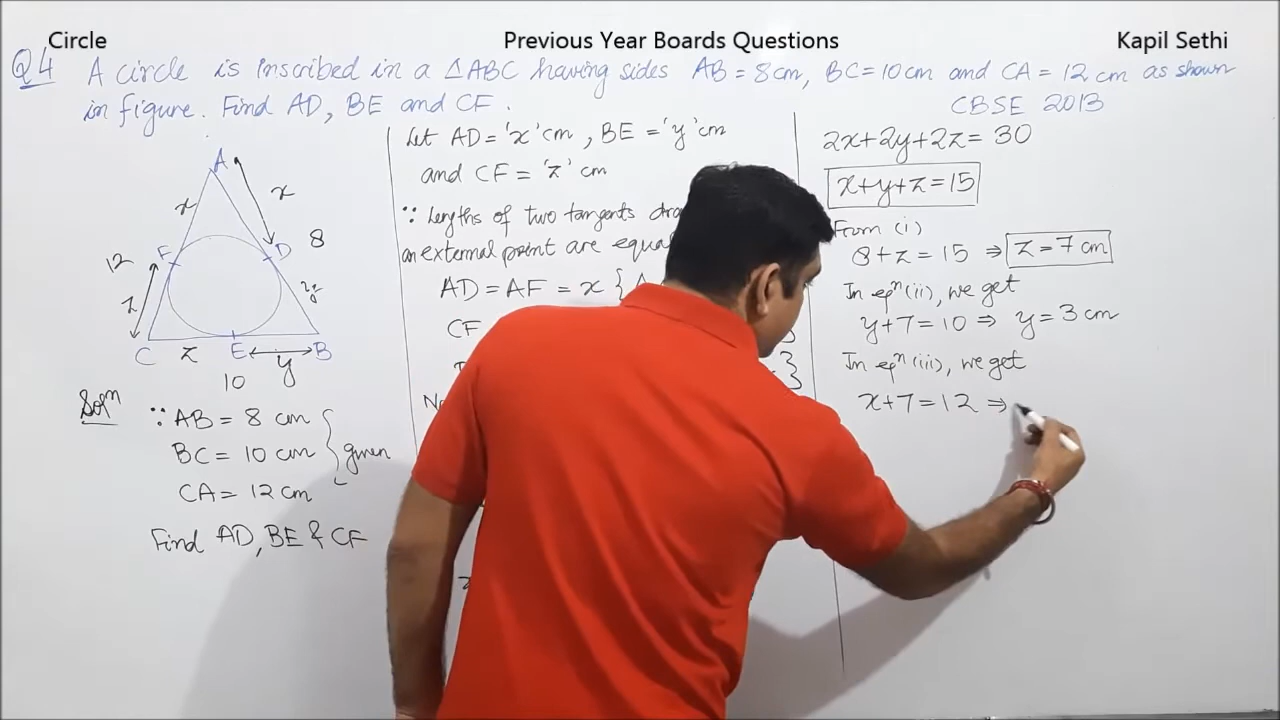 Circle
Previous Year Boards Questions
Kapil Sethi
Q4 A circle is inscribed in a △ABC having sides AB = 8 cm, BC = 10 cm and CA = 12 cm as shown
in figure. Find AD, BE and CF.
CBSE 2013
A
x
x
F
D
8
12
z
y
C
z
E
B
y
10
Solⁿ
∵ AB = 8 cm
BC = 10 cm
given
CA = 12 cm
Find AD, BE & CF
Let AD = 'x' cm, BE = 'y' cm
and CF = 'z' cm
∵ Lengths of two tangents
an external point are
AD = AF = x {
CF
2x+2y+2z = 30
x+y+z = 15
From (i)
8+z = 15 ⇒ z = 7 cm
In eqⁿ(ii), we get
y+7 = 10 ⇒ y = 3 cm
In eqⁿ(iii), we get
x+7 = 12 ⇒